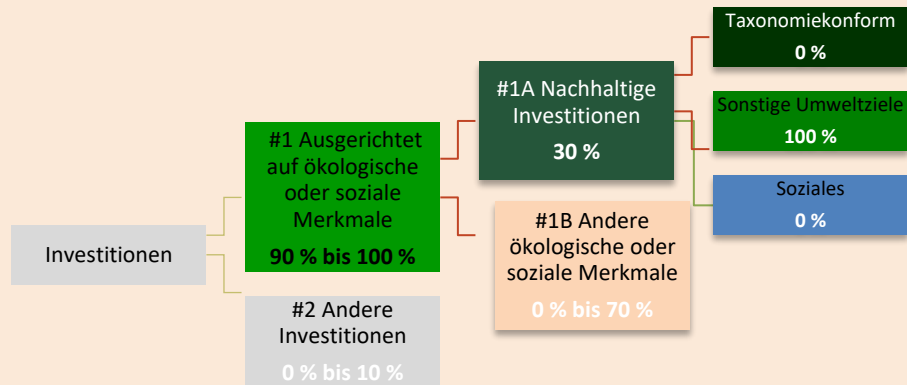 Investitionen
#1 Ausgerichtet
auf ökologische
oder soziale
Merkmale
90 % bis 100 %
#2 Andere
Investitionen
0 % bis 10 %
#1A Nachhaltige
Investitionen
30 %
#1B Andere
ökologische oder
soziale Merkmale
0 % bis 70 %
Taxonomiekonform
0 %
Sonstige Umweltziele
100 %
Soziales
0 %